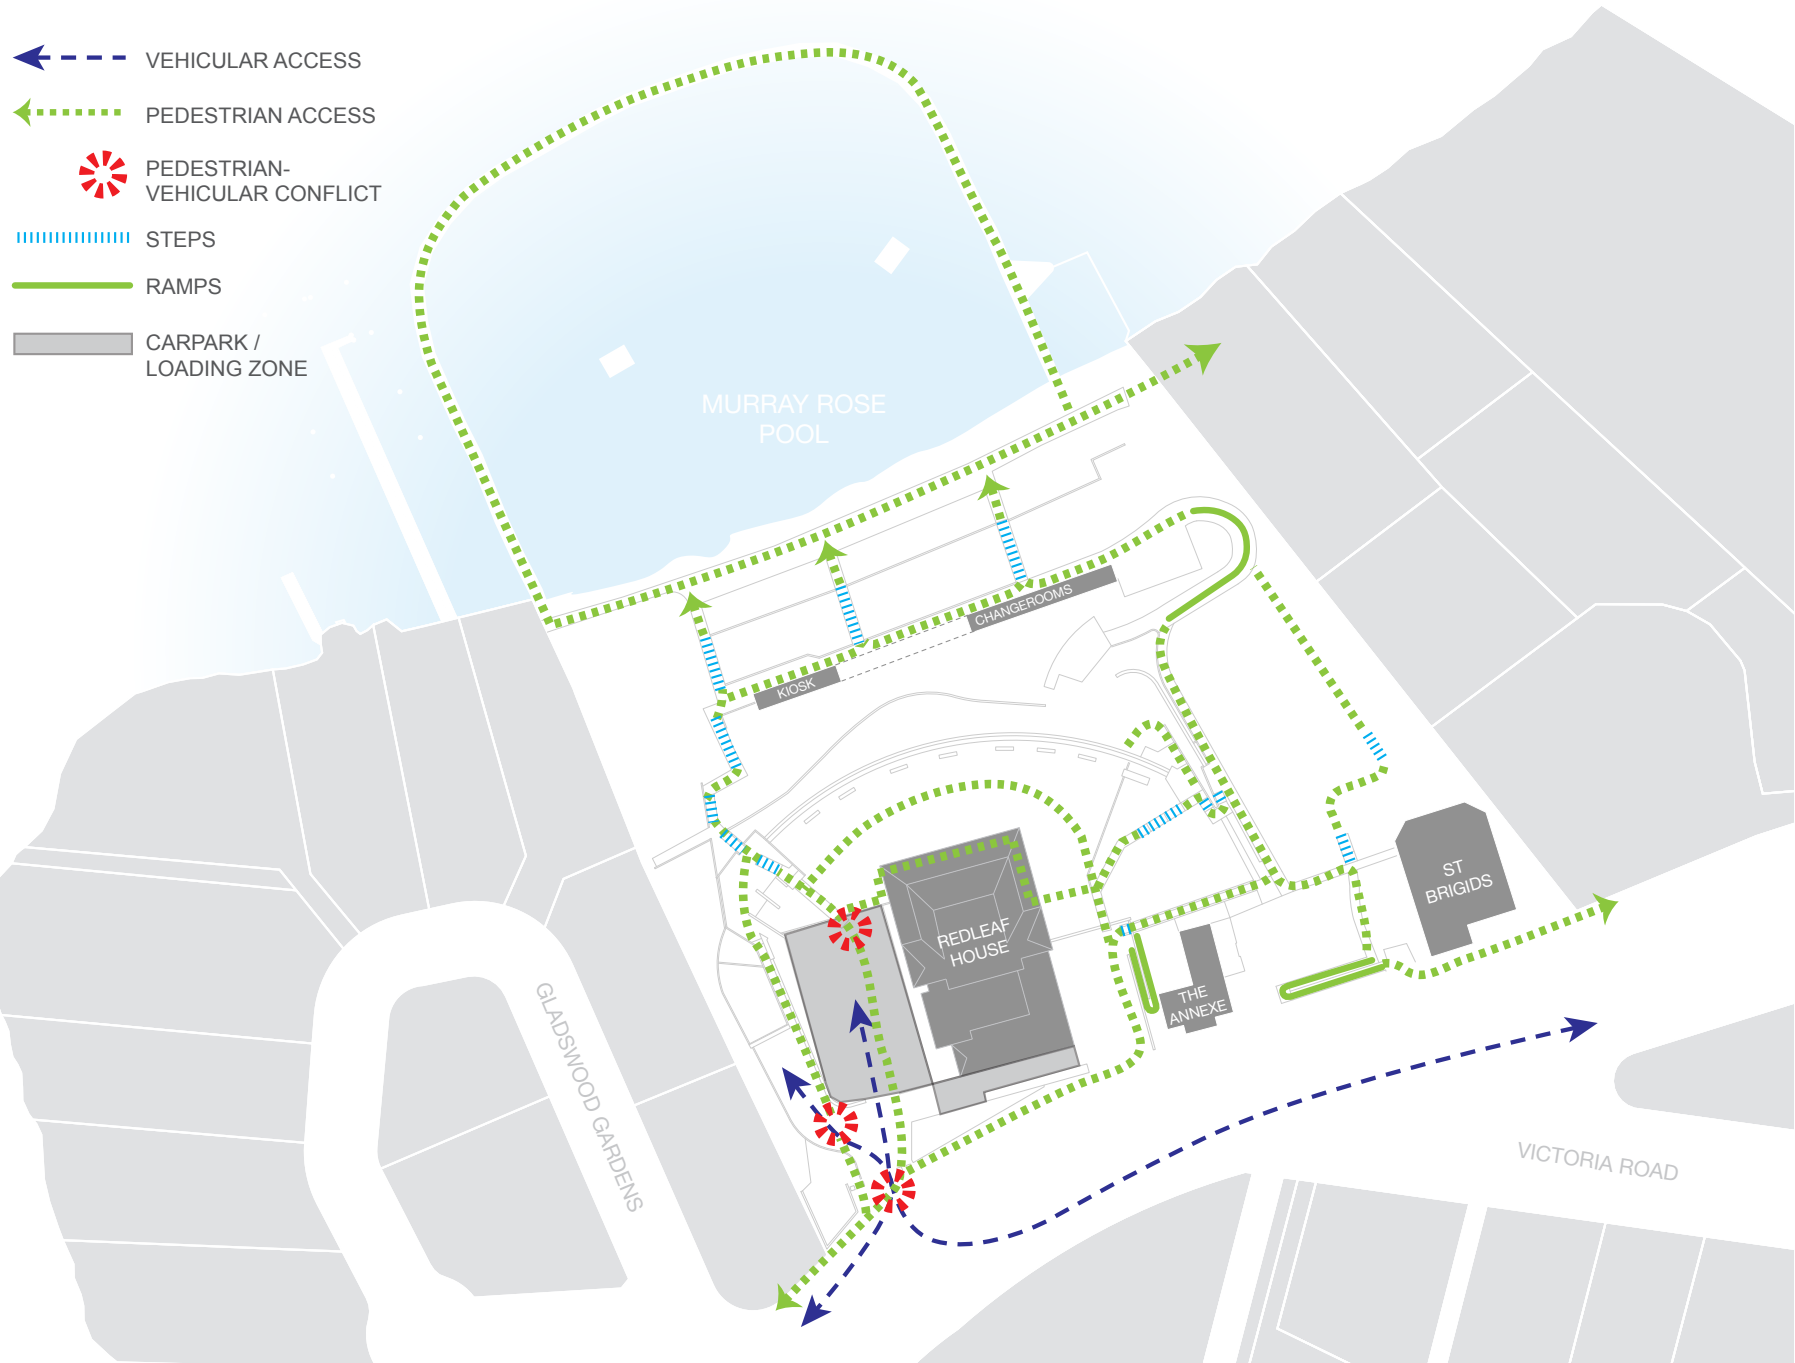 VEHICULAR ACCESS
PEDESTRIAN ACCESS
PEDESTRIAN-
VEHICULAR CONFLICT
STEPS
RAMPS
CARPARK /
LOADING ZONE
MURRAY ROSE
POOL
CHANGEROOMS
KIOSK
ST
BRIGIDS
REDLEAF
HOUSE
THE
ANNEXE
GLADSWOOD GARDENS
VICTORIA ROAD